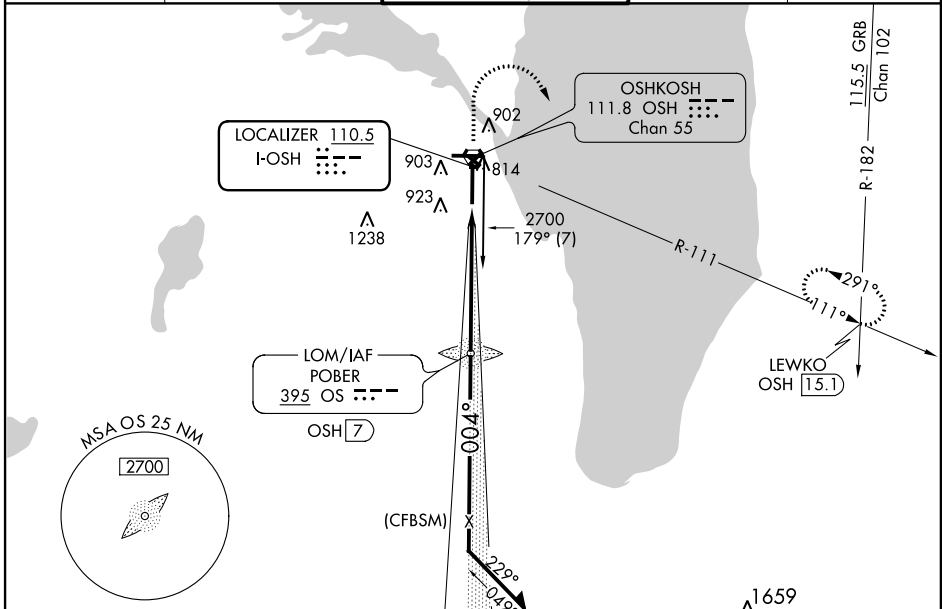 115.5 GRB
Chan 102
R-182
OSHKOSH
111.8 OSH
Chan 55
902
LOCALIZER 110.5
I-OSH
903
814
923
1238
2700
179° (7)
R-111
291°
111°
LEWKO
OSH 15.1
LOM/IAF
POBER
395 OS
OSH 7
004°
MSA OS 25 NM
2700
(CFBSM)
X
229°
049°
1659